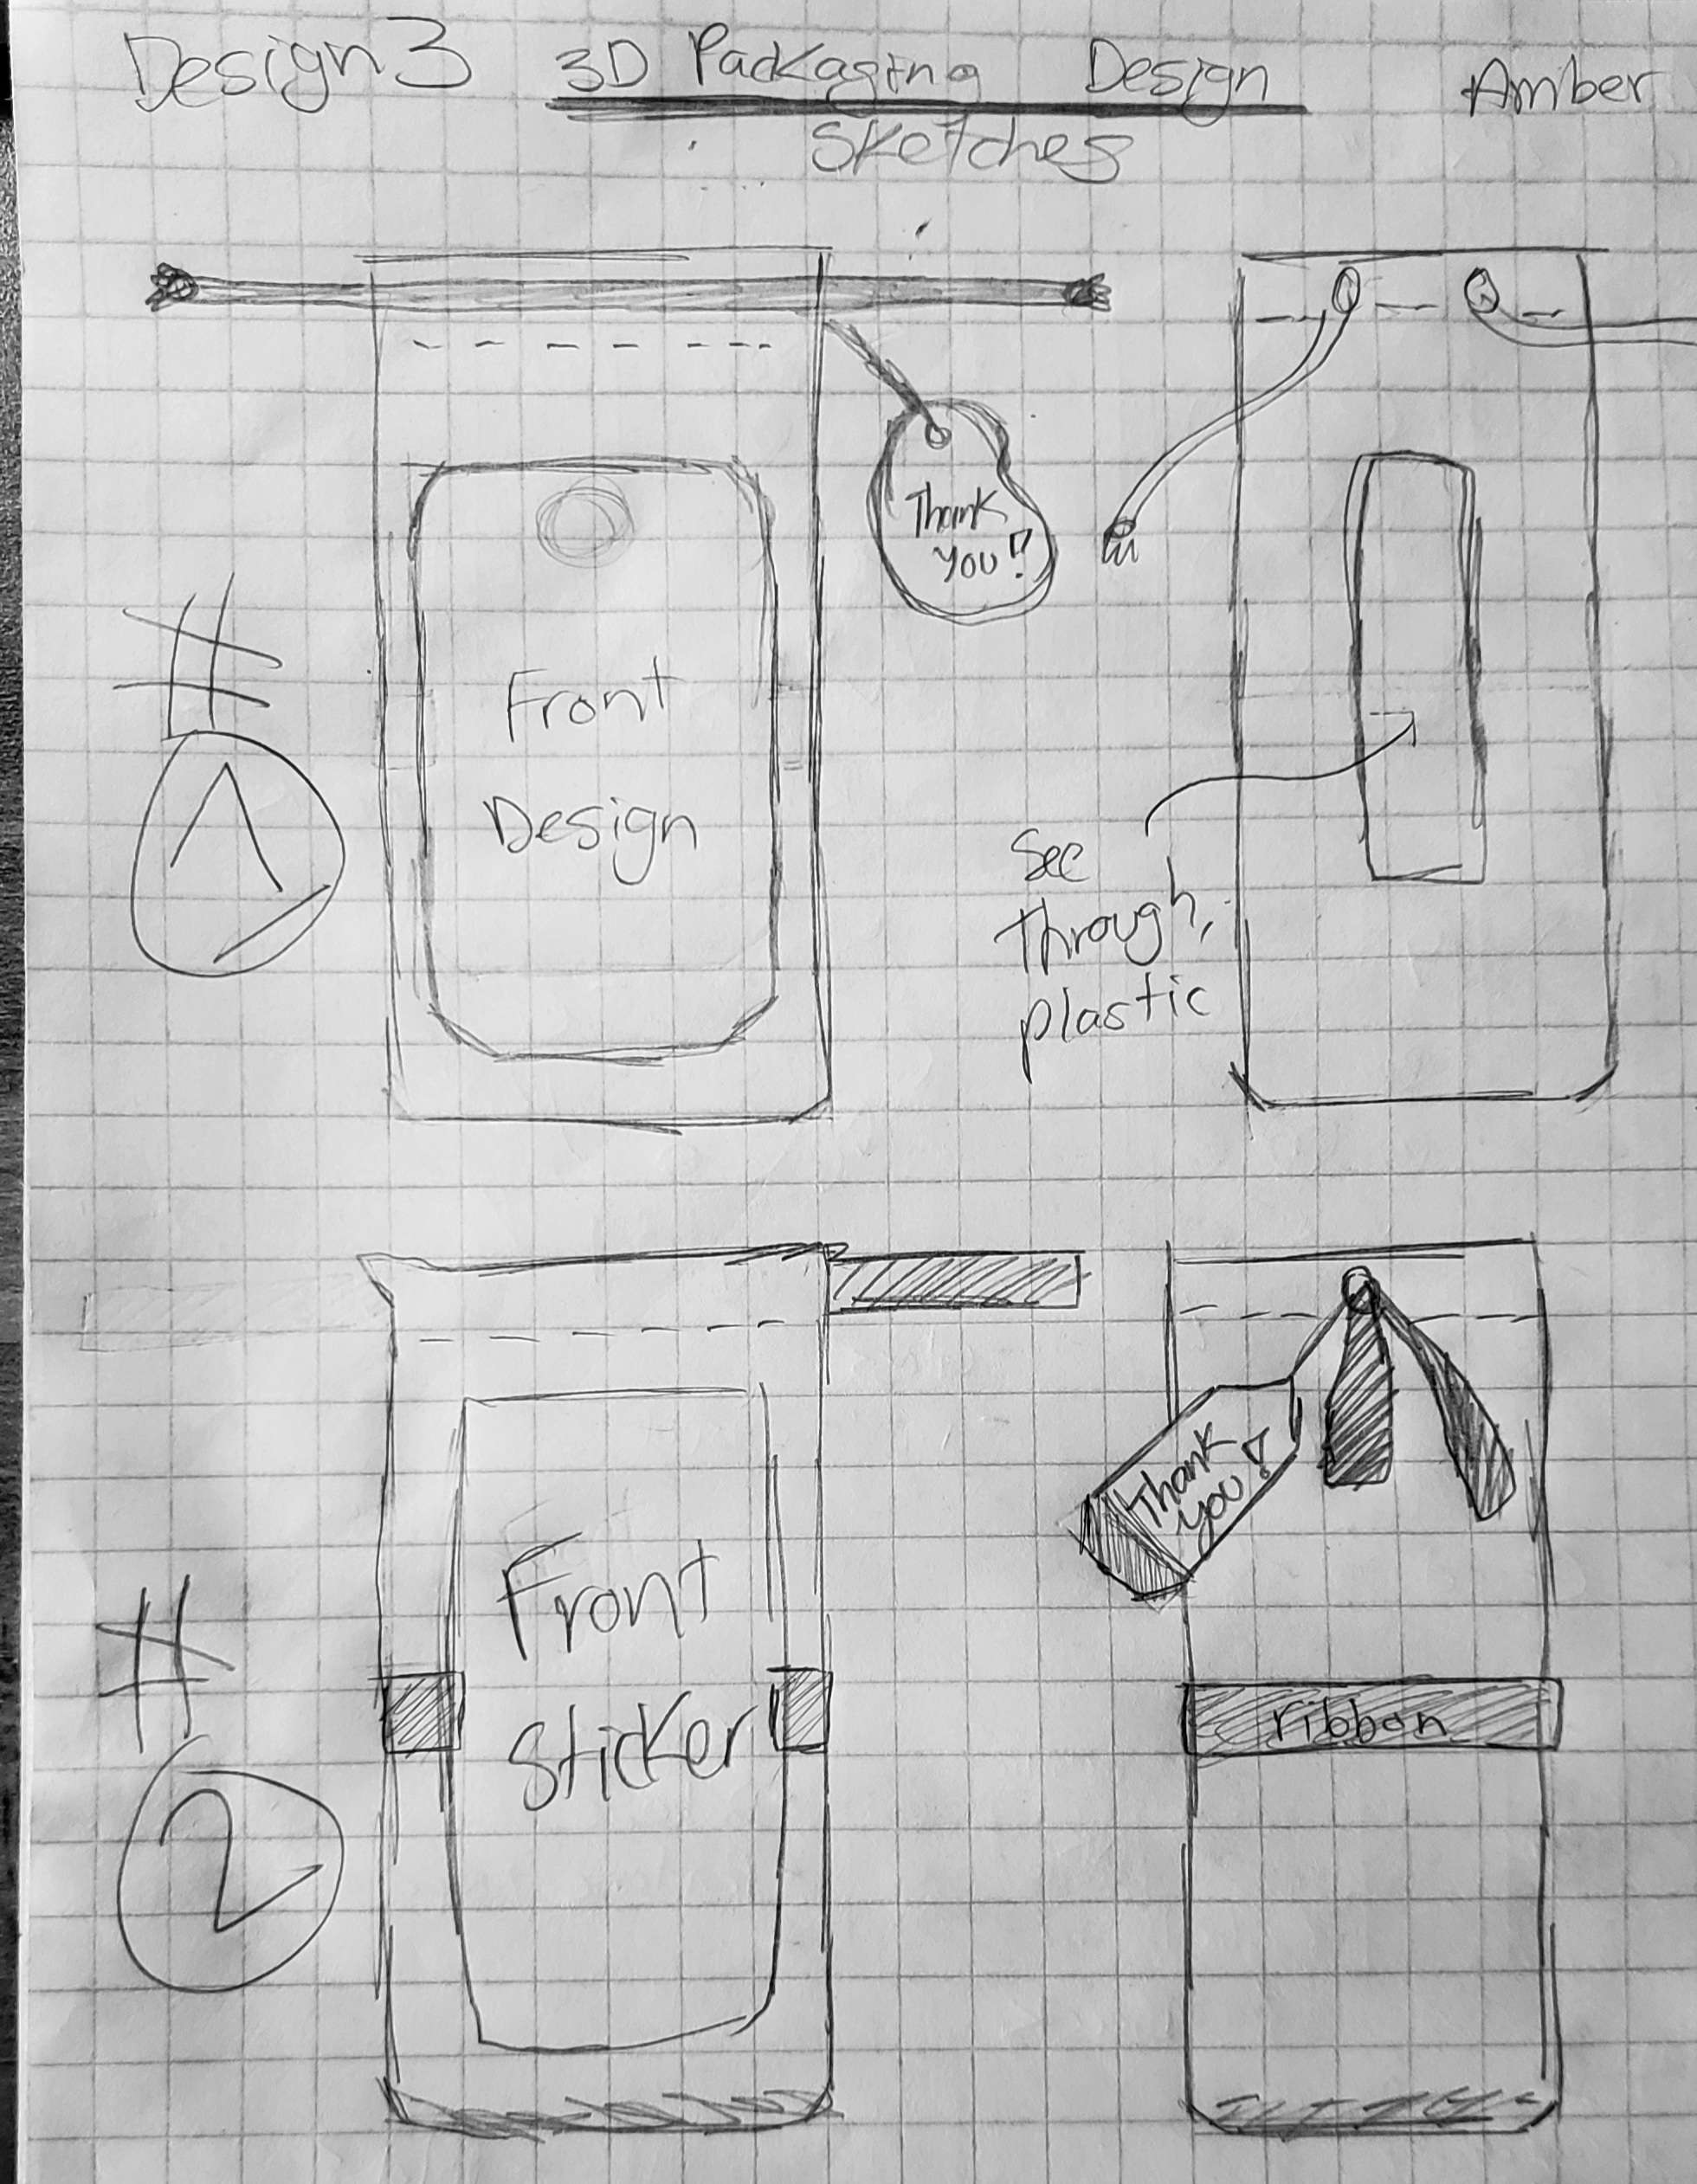 Design 3 3D Packaging Design Amber
Sketches
Thank
you!
#
1
Front
Design
See
through
plastic
Thank
you!
#
2
Front
Sticker
ribbon